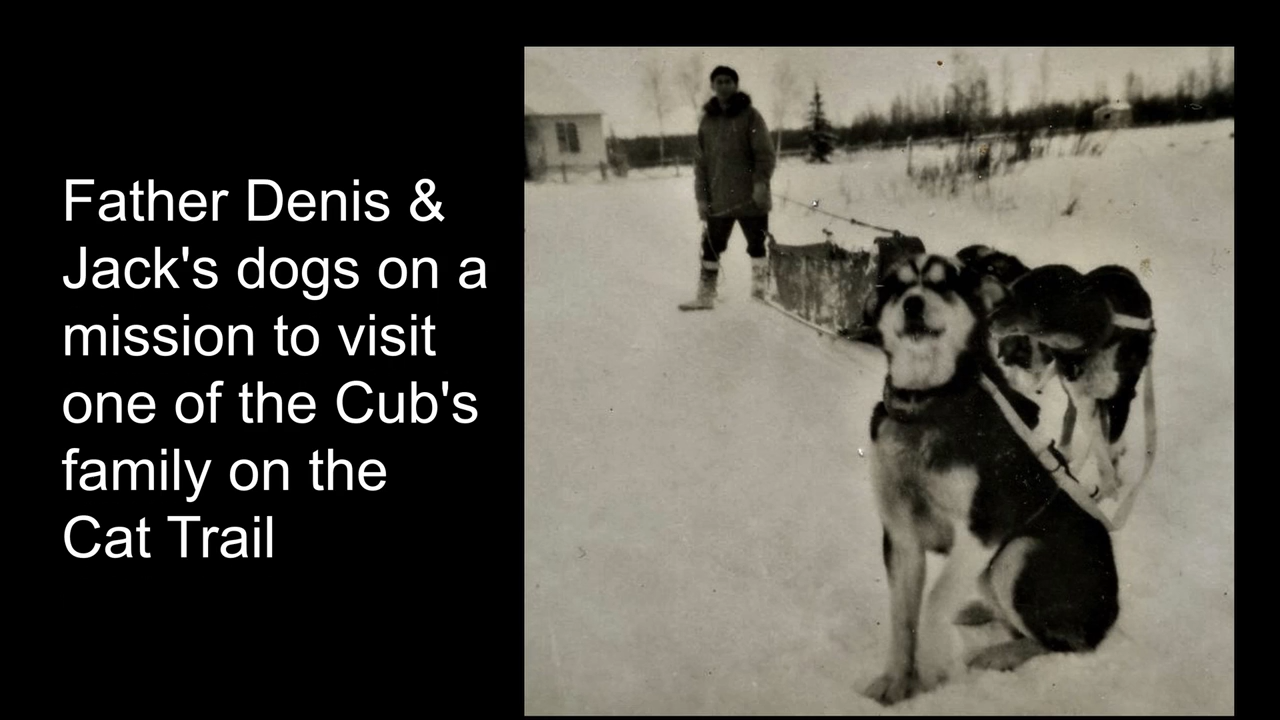 Father Denis &
Jack's dogs on a
mission to visit
one of the Cub's
family on the
Cat Trail